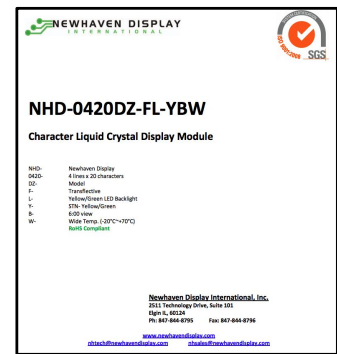 NEWHAVEN DISPLAY
INTERNATIONAL
SGS
NHD-0420DZ-FL-YBW
Character Liquid Crystal Display Module
NHD- Newhaven Display
0420- 4 lines x 20 characters
DZ- Model
F- Transflective
L- Yellow/Green LED Backlight
Y- STN- Yellow/Green
B- 6:00 view
W- Wide Temp. (-20°C~+70°C)
RoHS Compliant
Newhaven Display International, Inc.
2511 Technology Drive, Suite 101
Elgin IL, 60124
Ph: 847-844-8795 Fax: 847-844-8796
www.newhavendisplay.com
nhtech@newhavendisplay.com nhsales@newhavendisplay.com